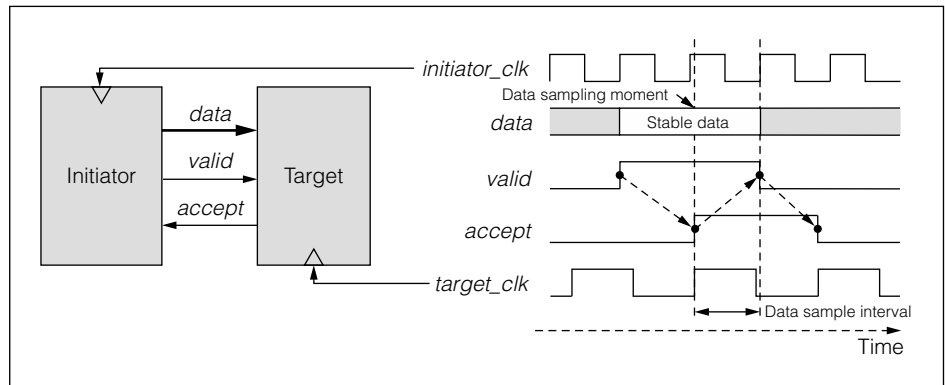 initiator_clk
Data sampling moment
data
Stable data
data
valid
accept
Initiator
Target
valid
accept
target_clk
Data sample interval
Time